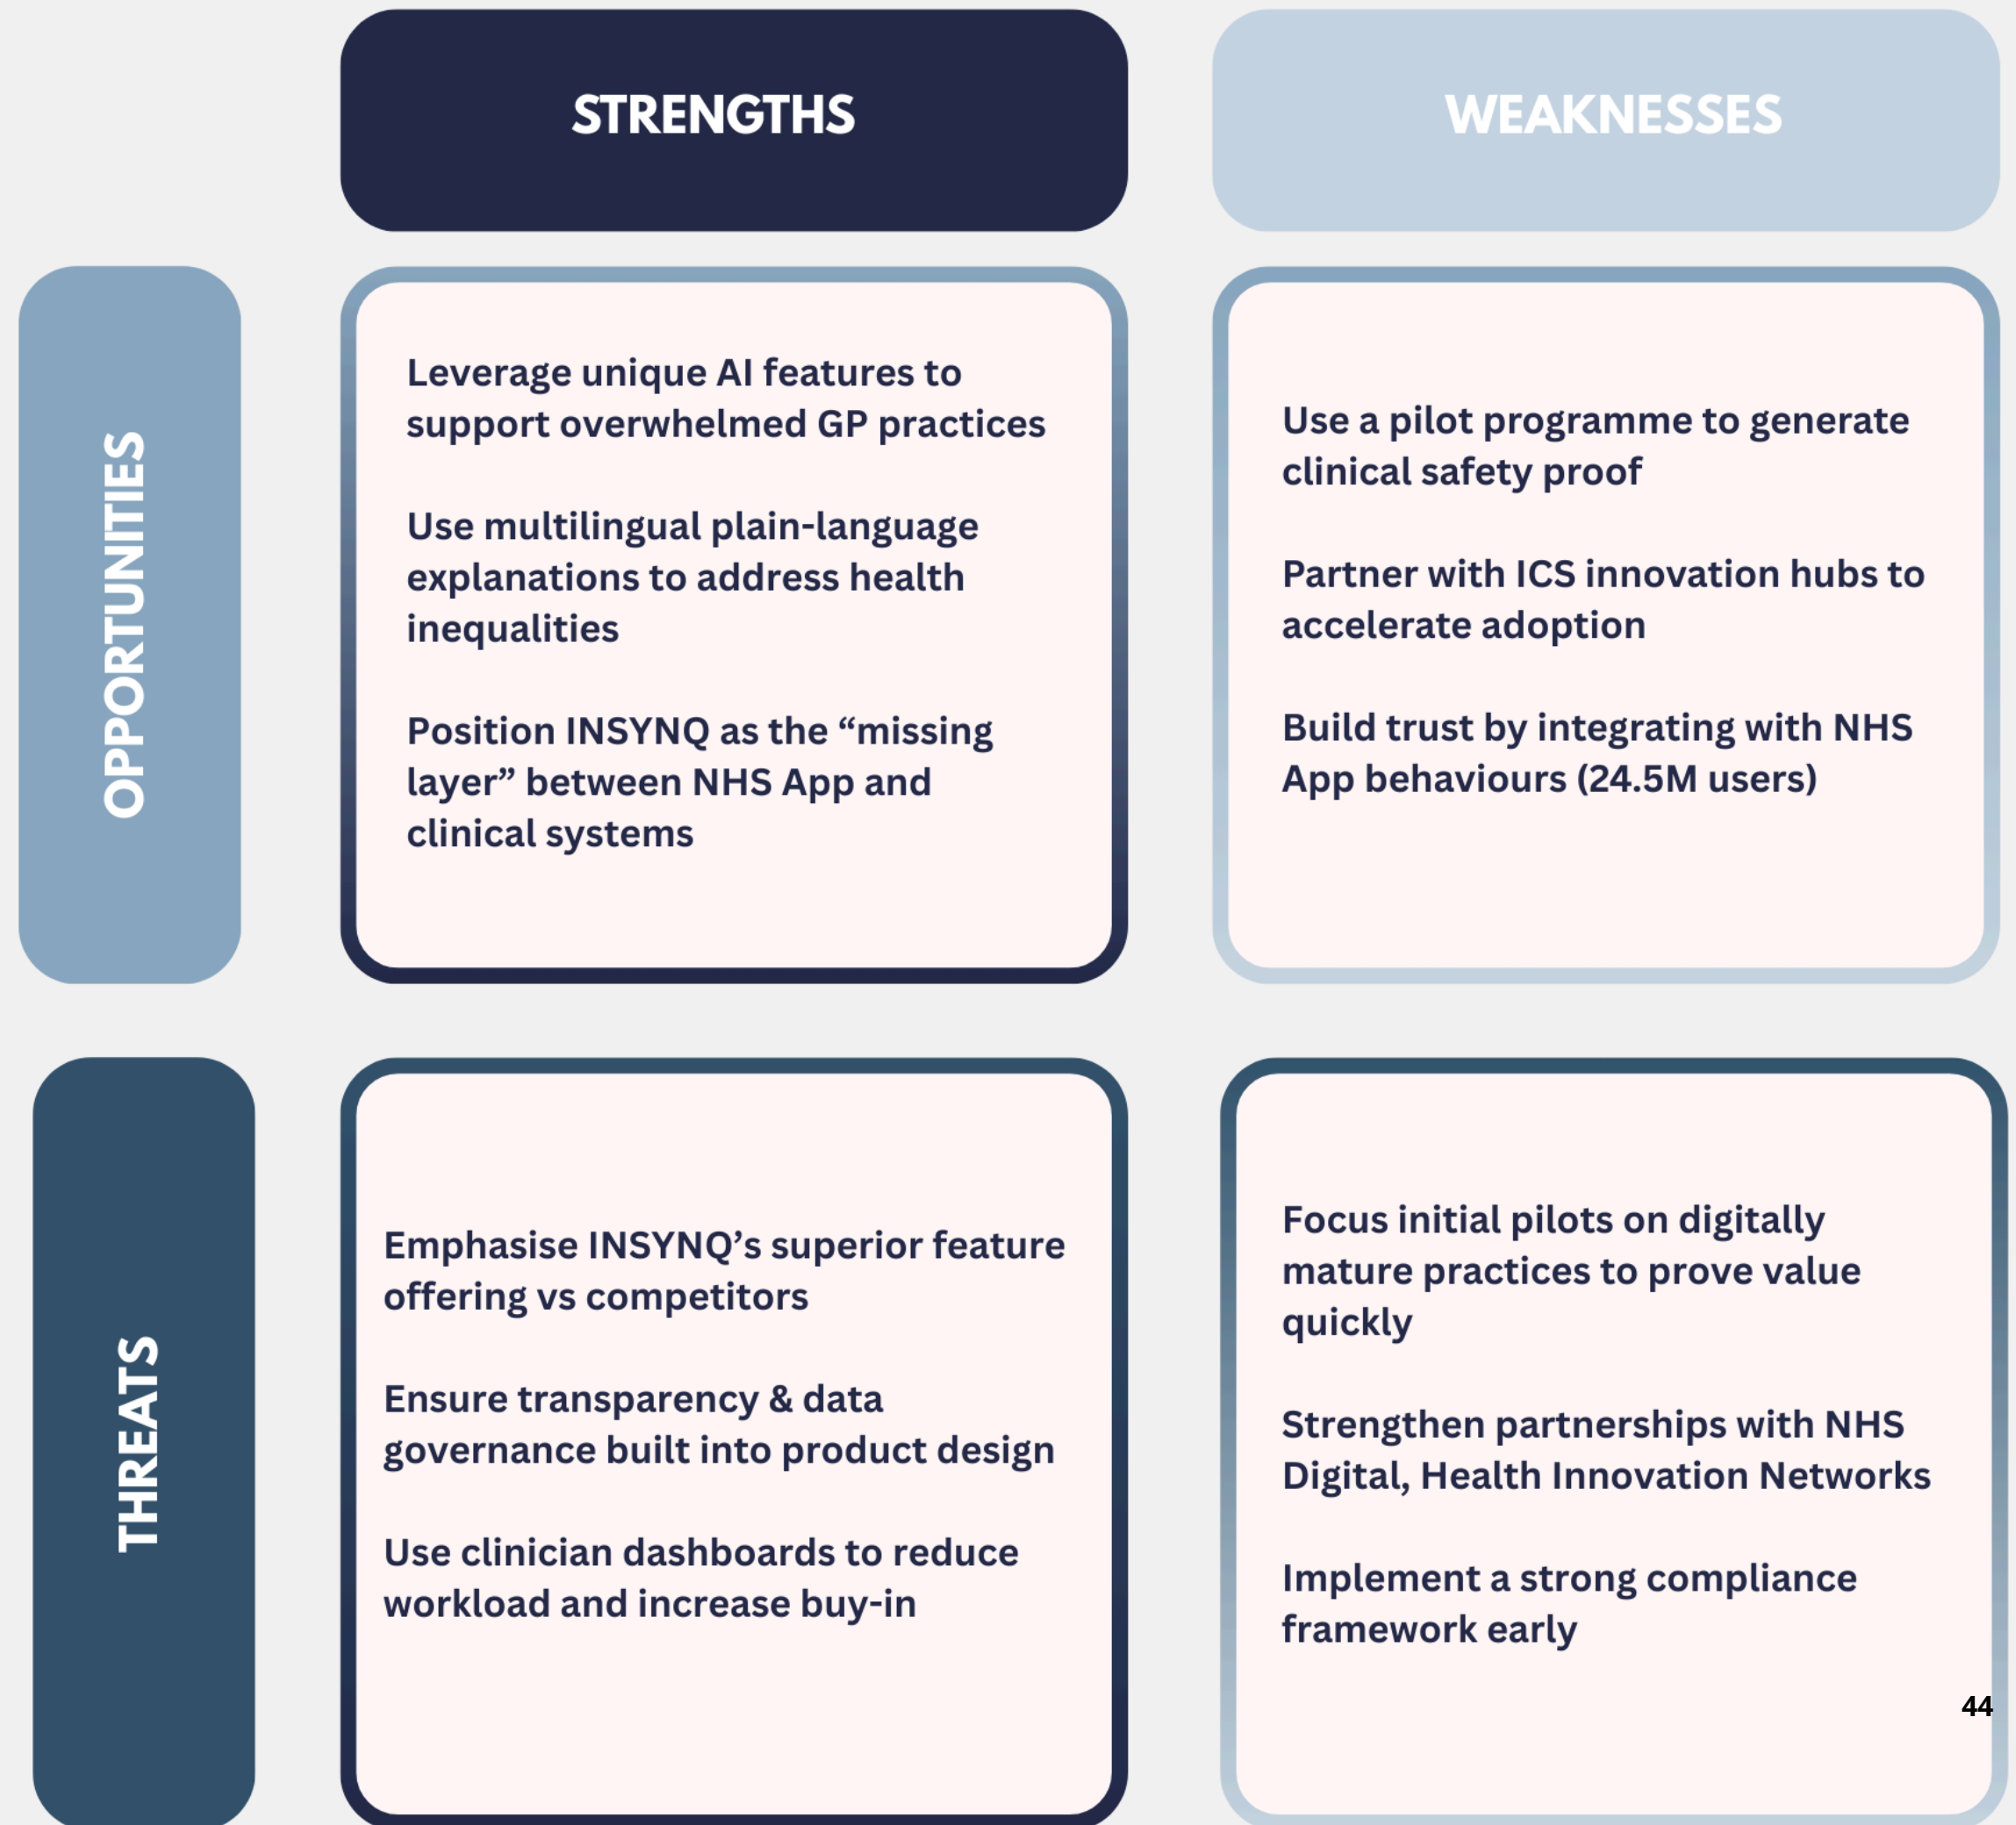 STRENGTHS
WEAKNESSES
OPPORTUNITIES
Leverage unique AI features to
support overwhelmed GP practices
Use multilingual plain-language
explanations to address health
inequalities
Position INSYNQ as the “missing
layer” between NHS App and
clinical systems
Use a pilot programme to generate
clinical safety proof
Partner with ICS innovation hubs to
accelerate adoption
Build trust by integrating with NHS
App behaviours (24.5M users)
THREATS
Emphasise INSYNQ’s superior feature
offering vs competitors
Ensure transparency & data
governance built into product design
Use clinician dashboards to reduce
workload and increase buy-in
Focus initial pilots on digitally
mature practices to prove value
quickly
Strengthen partnerships with NHS
Digital, Health Innovation Networks
Implement a strong compliance
framework early
44